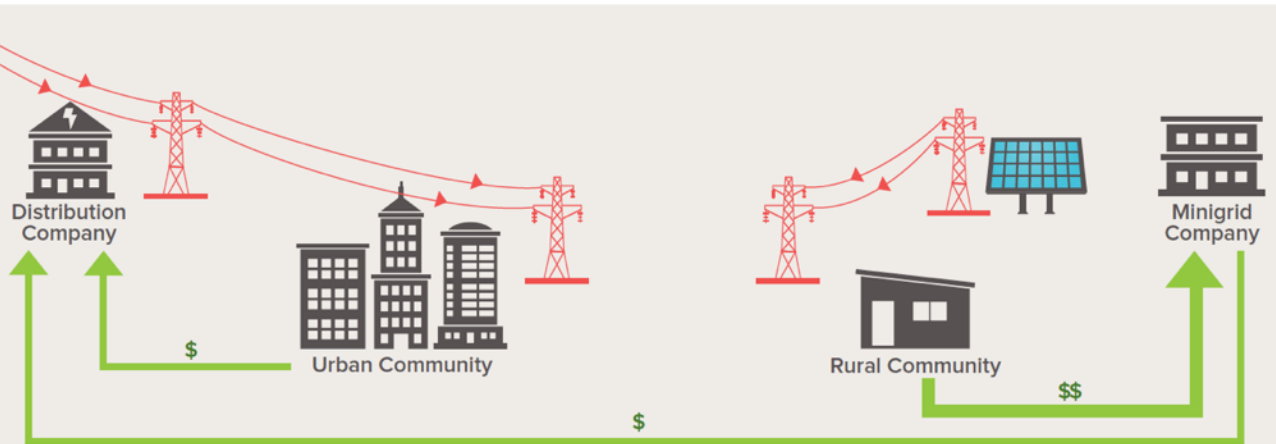 Distribution
Company
Minigrid
Company
$
Urban Community
Rural Community
$$
$